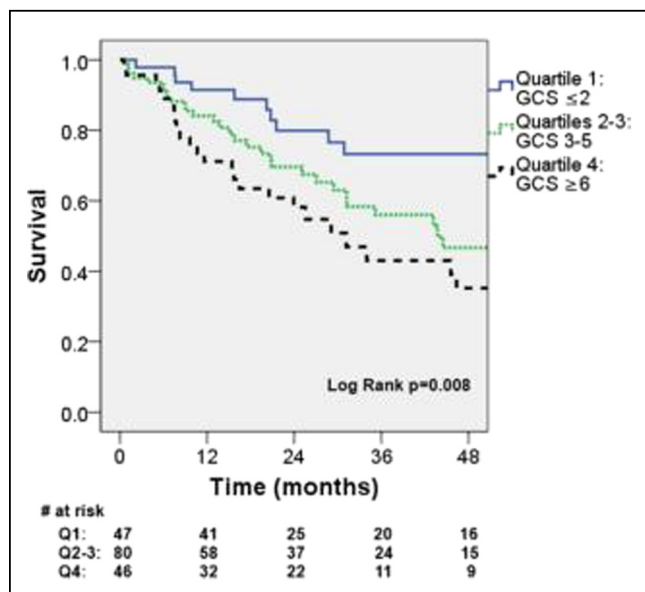 1.0
0.8
0.6
0.4
0.2
0.0
Survival
Quartile 1:
GCS ≤2
Quartiles 2-3:
GCS 3-5
Quartile 4:
GCS ≥6
Log Rank p=0.008
0 12 24 36 48
Time (months)
# at risk
Q1: 47 41 25 20 16
Q2-3: 80 58 37 24 15
Q4: 46 32 22 11 9